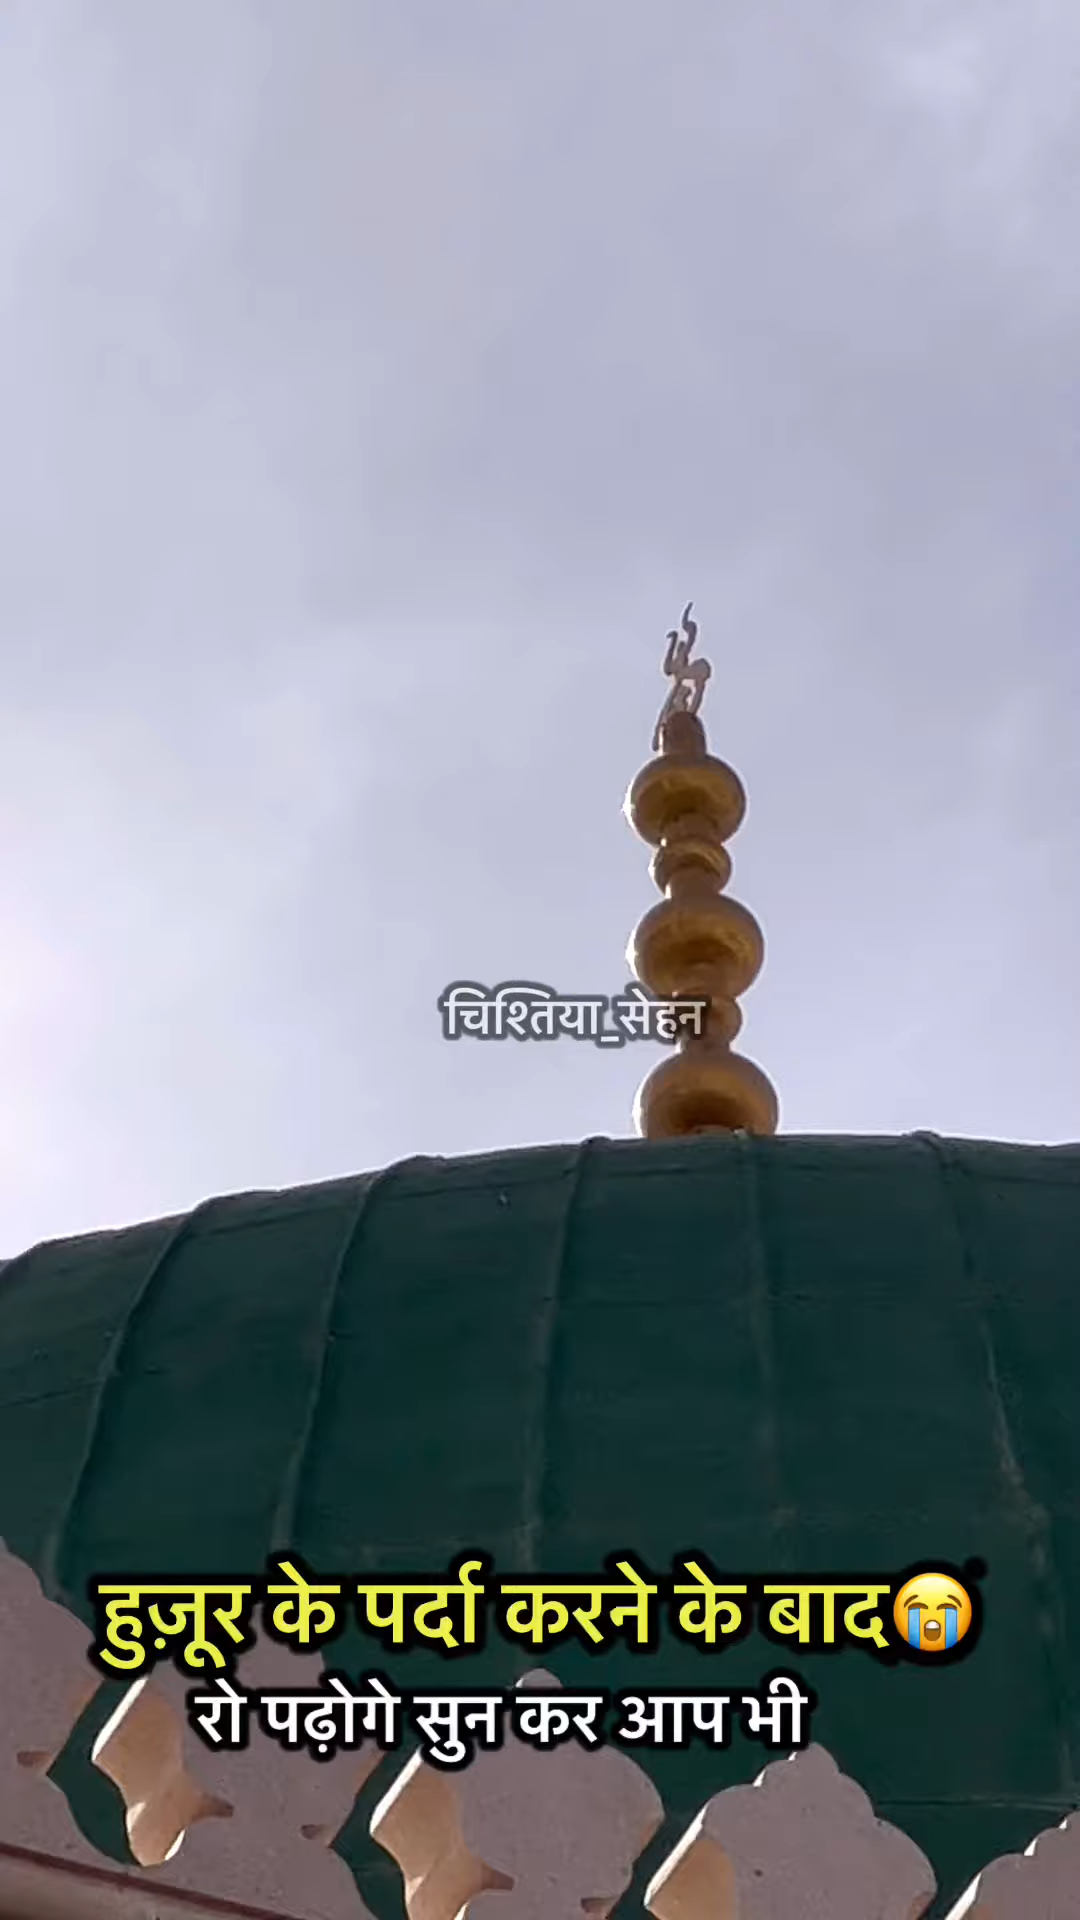 चिश्तिया_सेहन
हुज़ूर के पर्दा करने के बाद😭
रो पढ़ोगे सुन कर आप भी